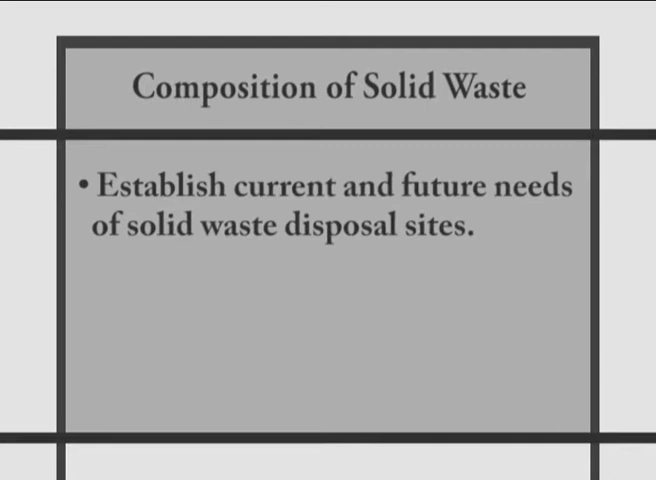 Composition of Solid Waste
• Establish current and future needs
of solid waste disposal sites.